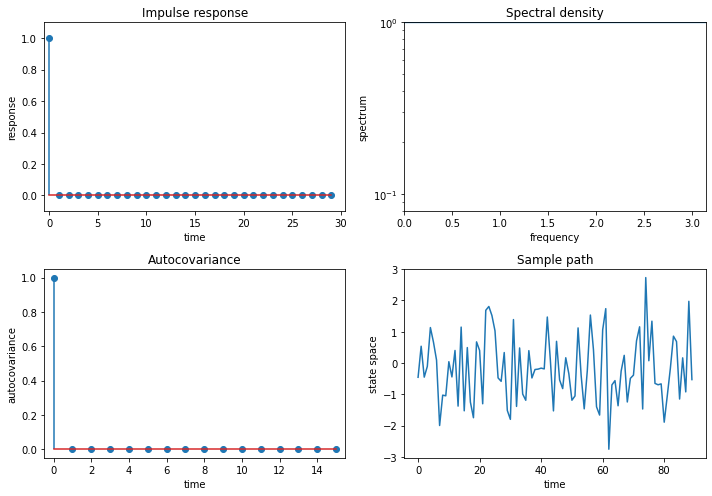 Impulse response
1.0
0.8
0.6
0.4
0.2
0.0
response
0 5 10 15 20 25 30
time
Spectral density
10⁰
10⁻¹
spectrum
0.0 0.5 1.0 1.5 2.0 2.5 3.0
frequency
Autocovariance
1.0
0.8
0.6
0.4
0.2
0.0
autocovariance
0 2 4 6 8 10 12 14
time
Sample path
3
2
1
0
−1
−2
−3
state space
0 20 40 60 80
time